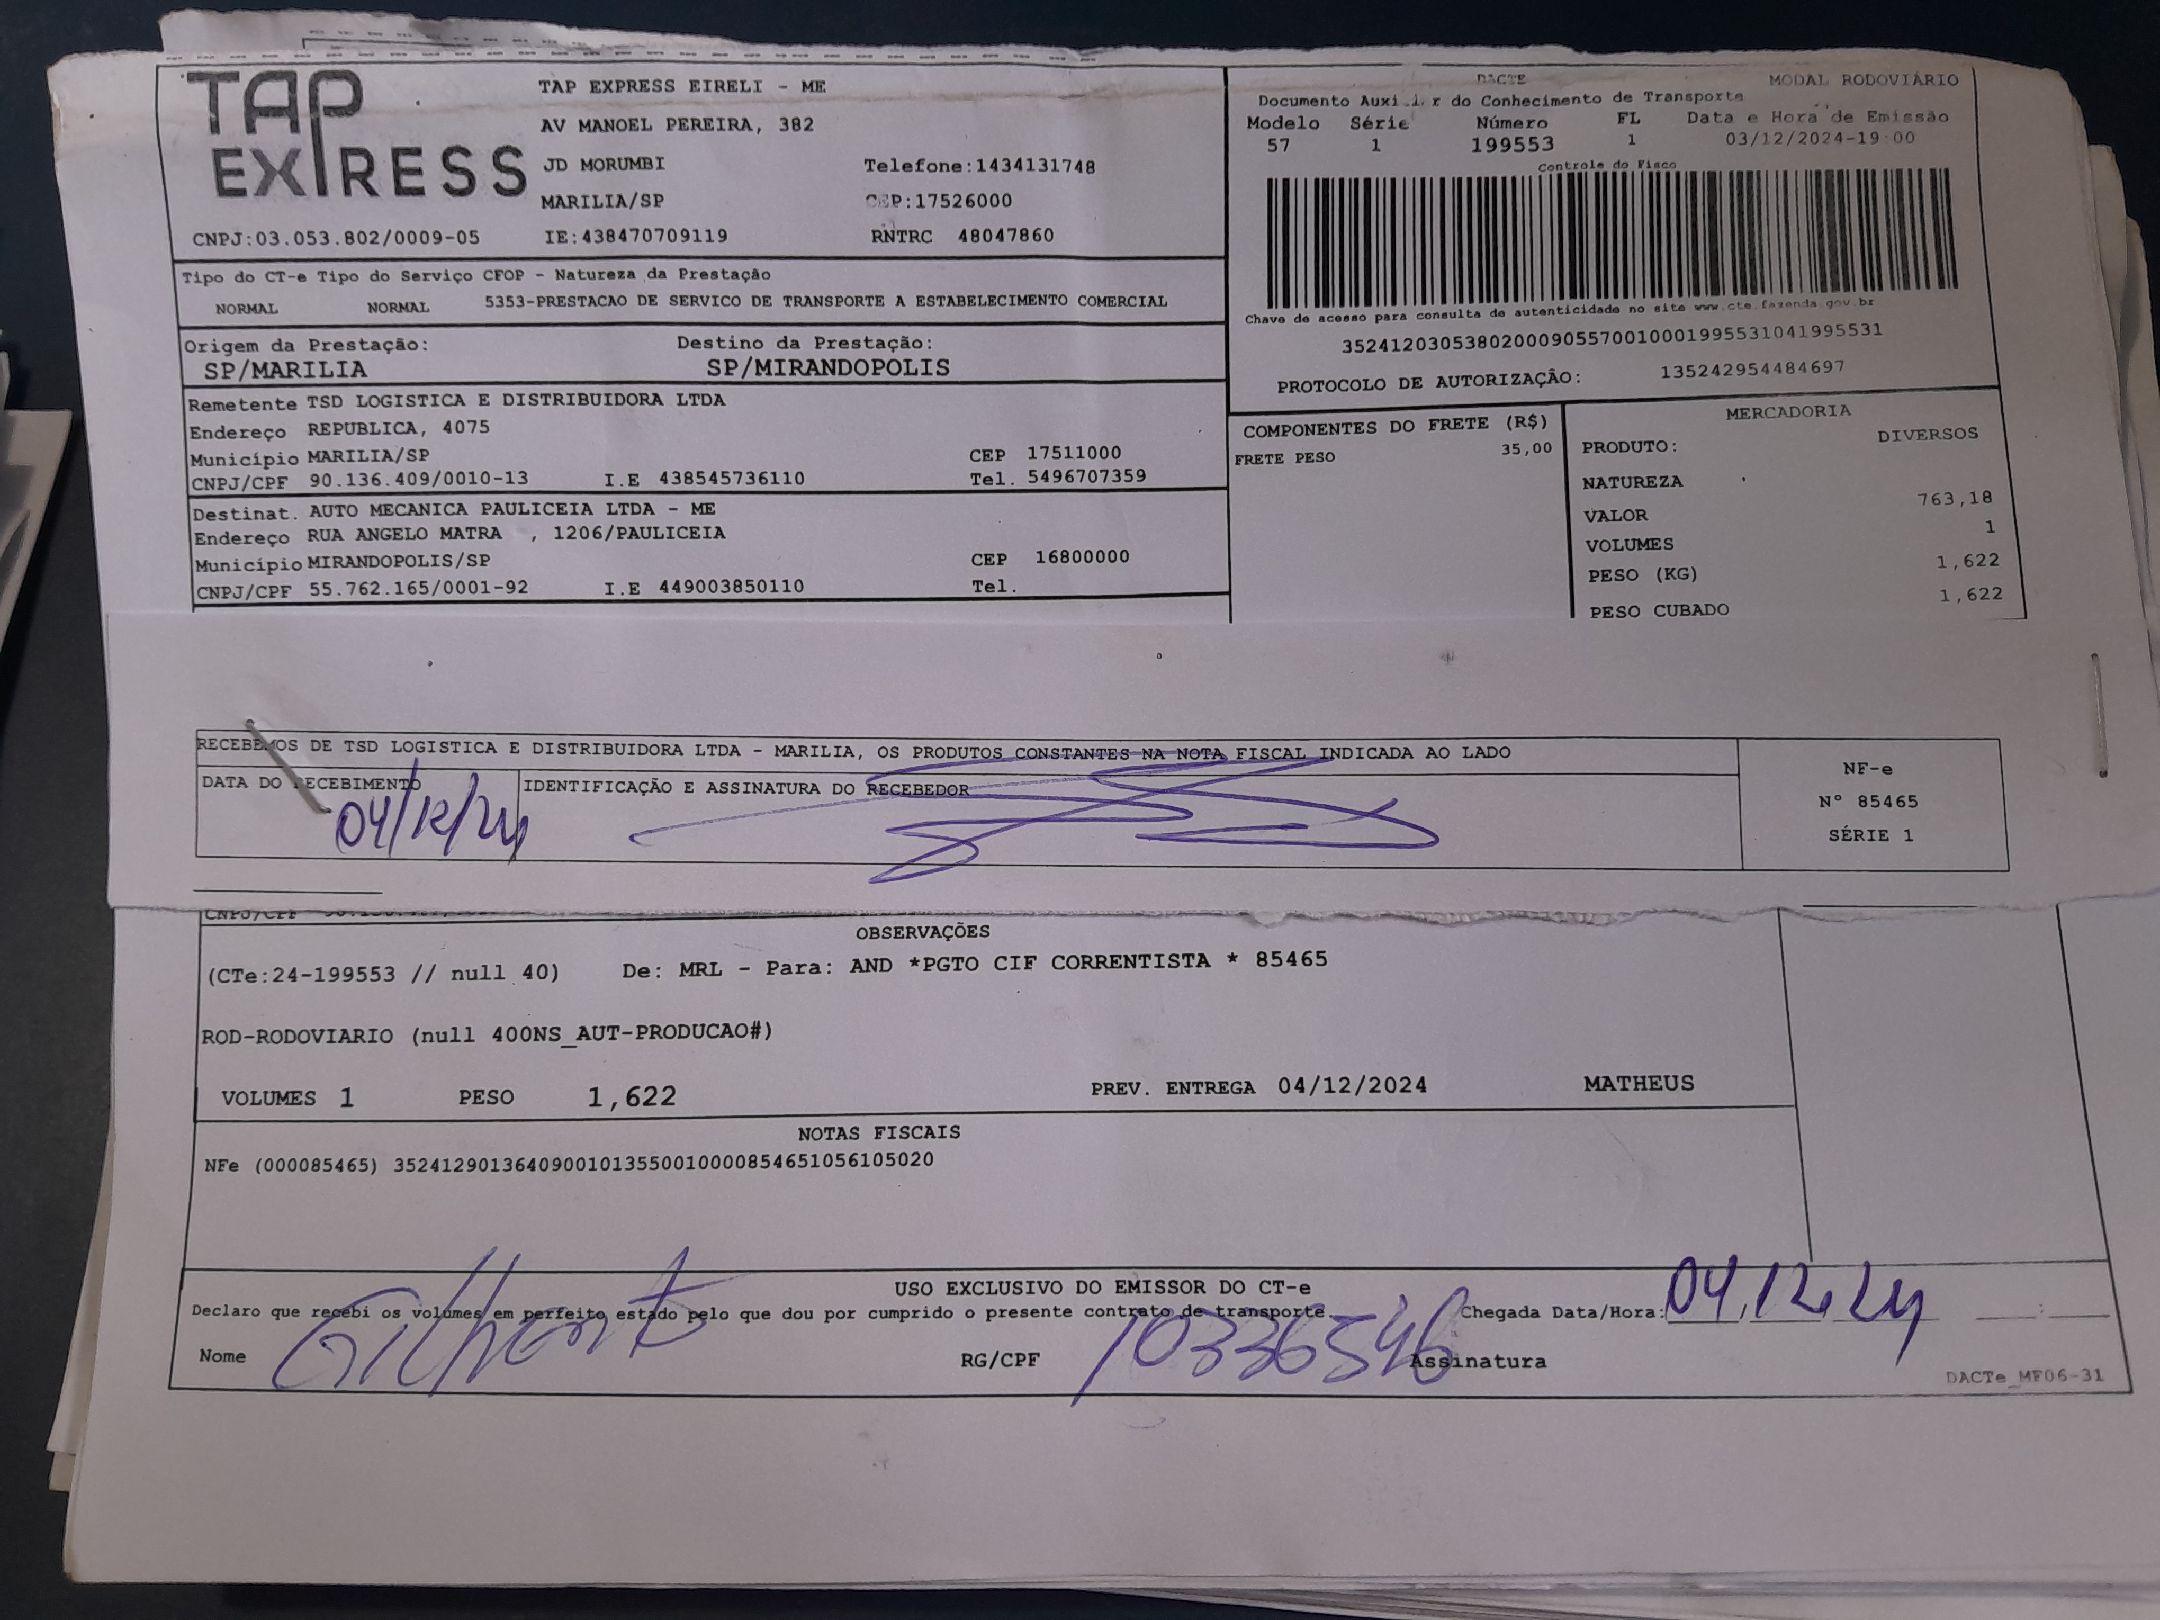 TAP EXPRESS
TAP EXPRESS EIRELI - ME
AV MANOEL PEREIRA, 382
JD MORUMBI Telefone:1434131748
MARILIA/SP CEP:17526000
CNPJ:03.053.802/0009-05 IE:438470709119 RNTRC 48047860
DACTE MODAL RODOVIÁRIO
Documento Auxiliar do Conhecimento de Transporte
Modelo Série Número FL Data e Hora de Emissão
57 1 199553 1 03/12/2024-19:00
Controle do Fisco
Chave de acesso para consulta de autenticidade no site www.cte.fazenda.gov.br
35241203053802000905570010001995531041995531
PROTOCOLO DE AUTORIZAÇÂO: 135242954484697
Tipo do CT-e Tipo do Serviço CFOP - Natureza da Prestação
NORMAL NORMAL 5353-PRESTACAO DE SERVICO DE TRANSPORTE A ESTABELECIMENTO COMERCIAL
Origem da Prestação: Destino da Prestação:
SP/MARILIA SP/MIRANDOPOLIS
Remetente TSD LOGISTICA E DISTRIBUIDORA LTDA
Endereço REPUBLICA, 4075
Município MARILIA/SP CEP 17511000
CNPJ/CPF 90.136.409/0010-13 I.E 438545736110 Tel. 5496707359
Destinat. AUTO MECANICA PAULICEIA LTDA - ME
Endereço RUA ANGELO MATRA , 1206/PAULICEIA
Município MIRANDOPOLIS/SP CEP 16800000
CNPJ/CPF 55.762.165/0001-92 I.E 449003850110 Tel.
COMPONENTES DO FRETE (R$)
FRETE PESO 35,00
MERCADORIA
PRODUTO: DIVERSOS
NATUREZA
VALOR 763,18
VOLUMES 1
PESO (KG) 1,622
PESO CUBADO 1,622
RECEBEMOS DE TSD LOGISTICA E DISTRIBUIDORA LTDA - MARILIA, OS PRODUTOS CONSTANTES NA NOTA FISCAL INDICADA AO LADO
DATA DO RECEBIMENTO IDENTIFICAÇÃO E ASSINATURA DO RECEBEDOR
04/12/24
NF-e
Nº 85465
SÉRIE 1
CNPJ/CPF
OBSERVAÇÕES
(CTe:24-199553 // null 40) De: MRL - Para: AND *PGTO CIF CORRENTISTA * 85465
ROD-RODOVIARIO (null 400NS_AUT-PRODUCAO#)
VOLUMES 1 PESO 1,622 PREV. ENTREGA 04/12/2024 MATHEUS
NOTAS FISCAIS
NFe (000085465) 35241290136409001013550010000854651056105020
USO EXCLUSIVO DO EMISSOR DO CT-e
Declaro que recebi os volumes em perfeito estado pelo que dou por cumprido o presente contrato de transporte. Chegada Data/Hora: 04,12,24 :
Nome Gilberto RG/CPF 10336546 Assinatura
DACTe_MF06-31